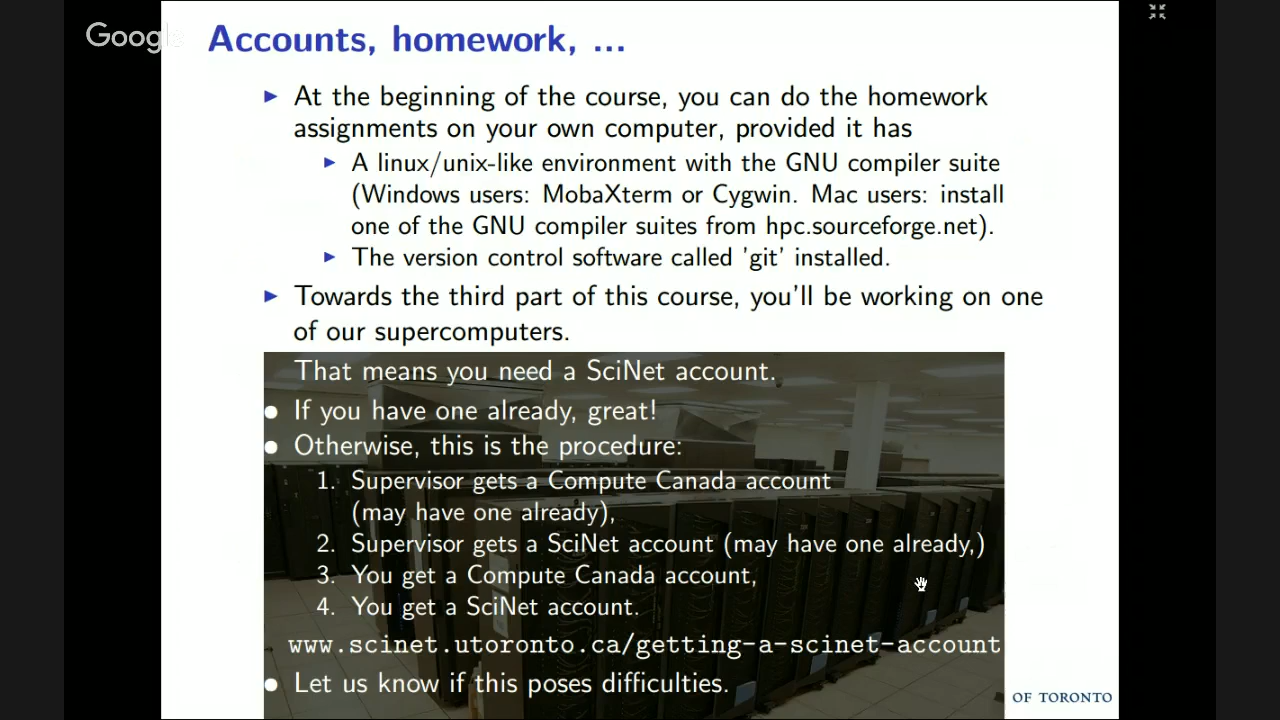 Google
Accounts, homework, ...
► At the beginning of the course, you can do the homework
assignments on your own computer, provided it has
► A linux/unix-like environment with the GNU compiler suite
(Windows users: MobaXterm or Cygwin. Mac users: install
one of the GNU compiler suites from hpc.sourceforge.net).
► The version control software called 'git' installed.
► Towards the third part of this course, you'll be working on one
of our supercomputers.
That means you need a SciNet account.
● If you have one already, great!
● Otherwise, this is the procedure:
1. Supervisor gets a Compute Canada account
(may have one already),
2. Supervisor gets a SciNet account (may have one already,)
3. You get a Compute Canada account,
4. You get a SciNet account.
www.scinet.utoronto.ca/getting-a-scinet-account
● Let us know if this poses difficulties.
OF TORONTO